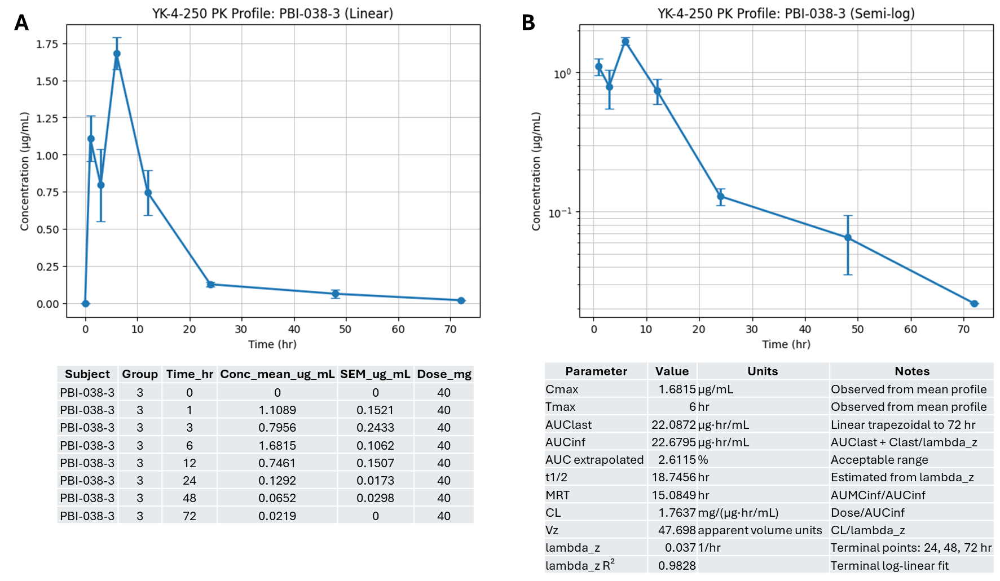 A
YK-4-250 PK Profile: PBI-038-3 (Linear)
1.75
1.50
1.25
1.00
0.75
0.50
0.25
0.00
Concentration (µg/mL)
0 10 20 30 40 50 60 70
Time (hr)
B
YK-4-250 PK Profile: PBI-038-3 (Semi-log)
10⁰
10⁻¹
Concentration (µg/mL)
0 10 20 30 40 50 60 70
Time (hr)
Subject Group Time_hr Conc_mean_ug_mL SEM_ug_mL Dose_mg
PBI-038-3 3 0 0 0 40
PBI-038-3 3 1 1.1089 0.1521 40
PBI-038-3 3 3 0.7956 0.2433 40
PBI-038-3 3 6 1.6815 0.1062 40
PBI-038-3 3 12 0.7461 0.1507 40
PBI-038-3 3 24 0.1292 0.0173 40
PBI-038-3 3 48 0.0652 0.0298 40
PBI-038-3 3 72 0.0219 0 40
Parameter Value Units Notes
Cmax 1.6815 µg/mL Observed from mean profile
Tmax 6 hr Observed from mean profile
AUClast 22.0872 µg·hr/mL Linear trapezoidal to 72 hr
AUCinf 22.6795 µg·hr/mL AUClast + Clast/lambda_z
AUC extrapolated 2.6115 % Acceptable range
t1/2 18.7456 hr Estimated from lambda_z
MRT 15.0849 hr AUMCinf/AUCinf
CL 1.7637 mg/(µg·hr/mL) Dose/AUCinf
Vz 47.698 apparent volume units CL/lambda_z
lambda_z 0.037 1/hr Terminal points: 24, 48, 72 hr
lambda_z R² 0.9828 Terminal log-linear fit